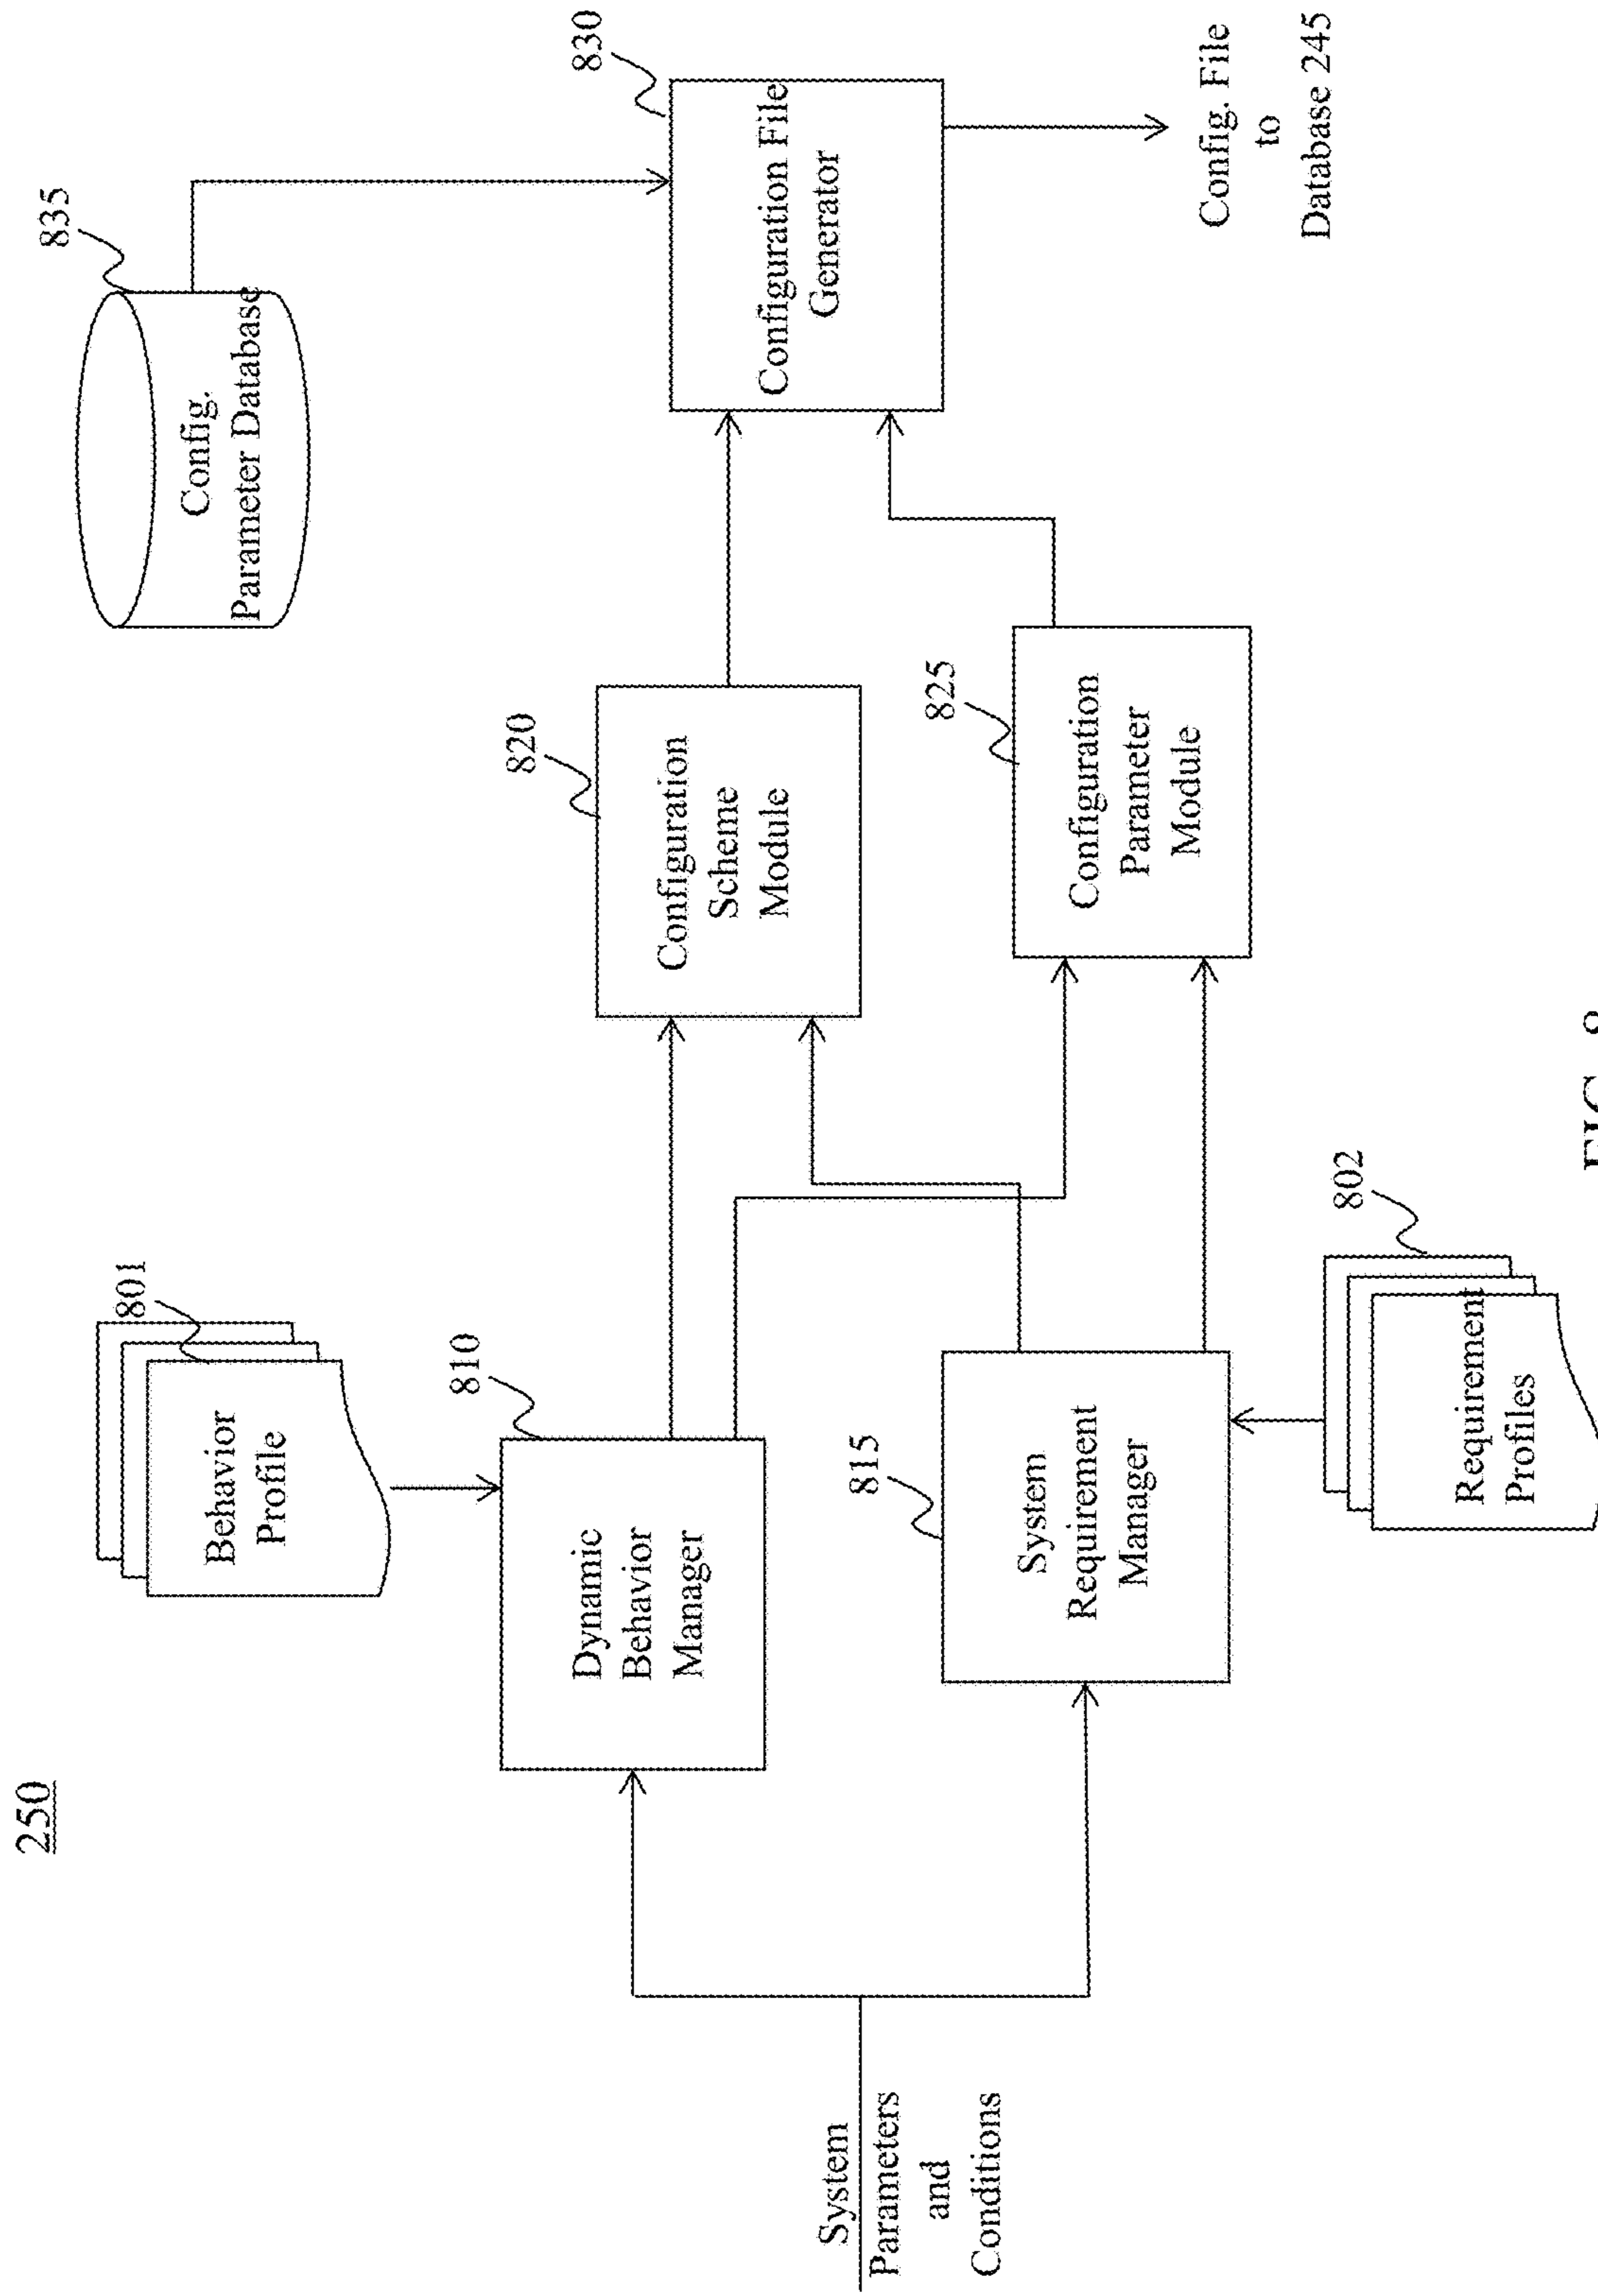 250
835
Config.
Parameter Database
830
Configuration File
Generator
Config. File
to
Database 245
820
Configuration
Scheme
Module
825
Configuration
Parameter
Module
801
Behavior
Profile
810
Dynamic
Behavior
Manager
815
System
Requirement
Manager
802
Requirement
Profiles
System
Parameters
and
Conditions
FIG. 8